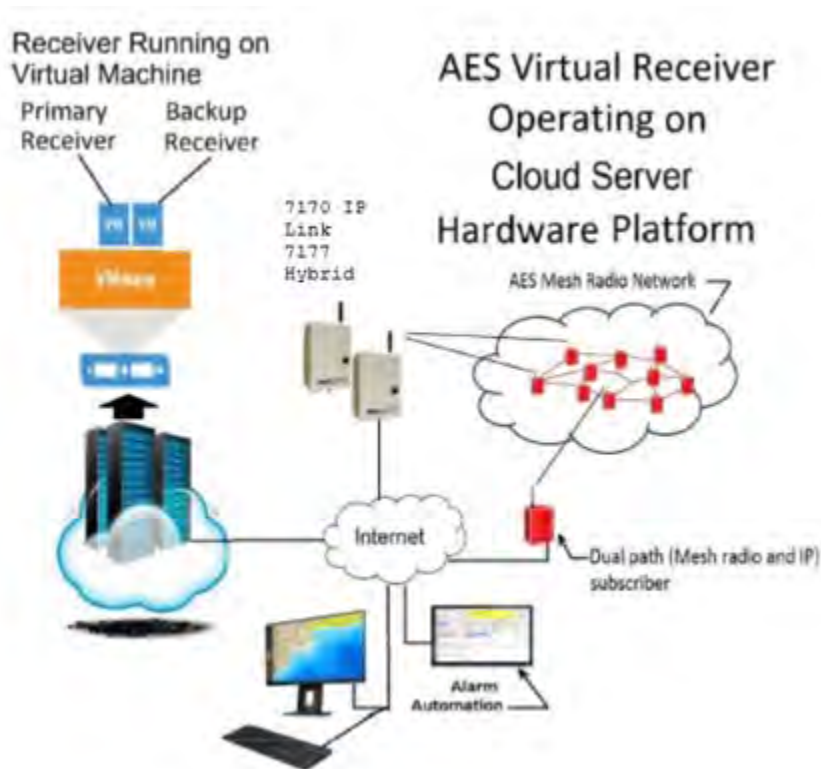 Receiver Running on
Virtual Machine
Primary
Receiver
Backup
Receiver
VM
VM
VMware
7170 IP
Link
7177
Hybrid
AES Virtual Receiver
Operating on
Cloud Server
Hardware Platform
AES Mesh Radio Network
Internet
Dual path (Mesh radio and IP)
subscriber
Alarm
Automation